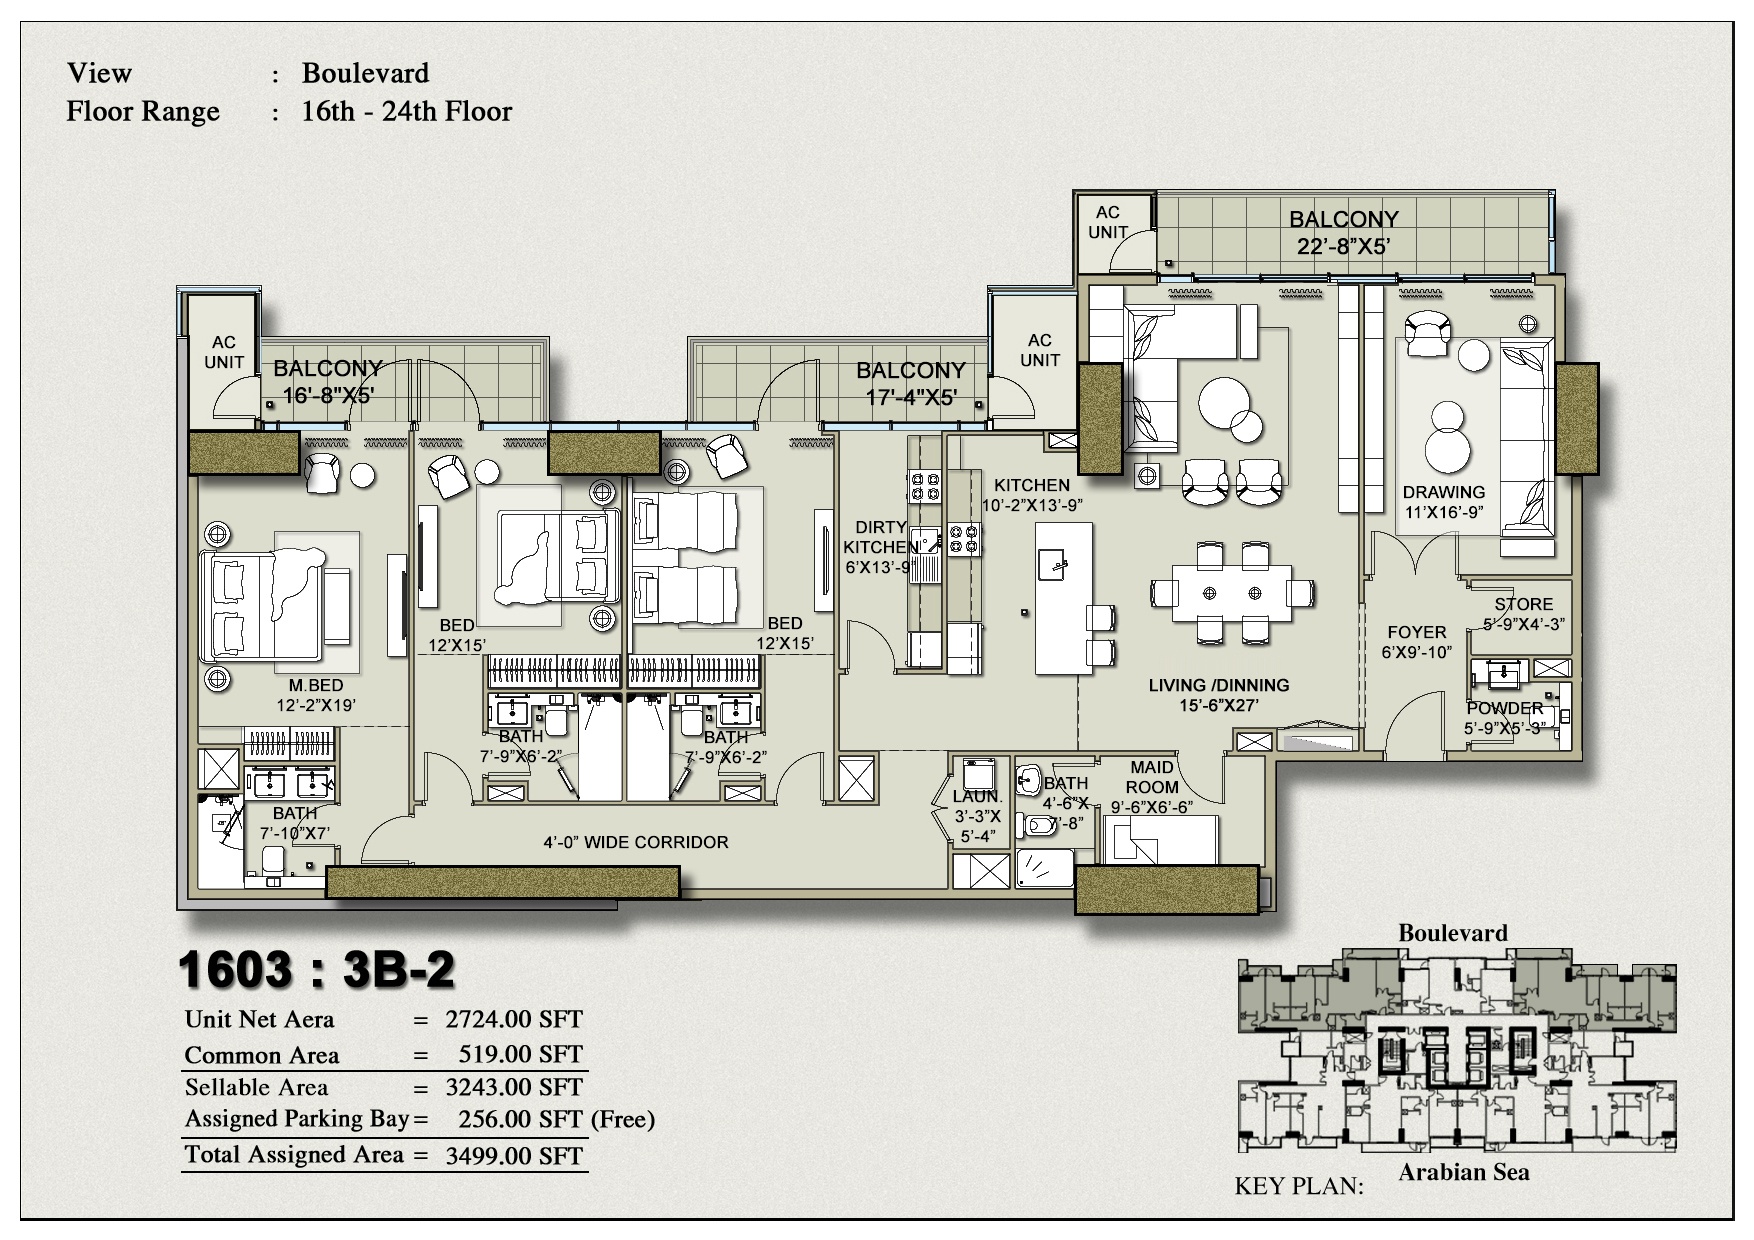 View : Boulevard
Floor Range : 16th - 24th Floor
AC
UNIT
BALCONY
22'-8"X5'
AC
UNIT
BALCONY
16'-8"X5'
BALCONY
17'-4"X5'
AC
UNIT
KITCHEN
10'-2"X13'-9"
DRAWING
11'X16'-9"
DIRTY
KITCHEN
6'X13'-9"
STORE
5'-9"X4'-3"
BED
12'X15'
BED
12'X15'
FOYER
6'X9'-10"
M.BED
12'-2"X19'
LIVING /DINNING
15'-6"X27'
POWDER
5'-9"X5'-3"
BATH
7'-9"X6'-2"
BATH
7'-9"X6'-2"
BATH
7'-10"X7'
4'-0" WIDE CORRIDOR
LAUN.
3'-3"X
5'-4"
BATH
4'-6"X
7'-8"
MAID
ROOM
9'-6"X6'-6"
1603 : 3B-2
Unit Net Aera = 2724.00 SFT
Common Area = 519.00 SFT
Sellable Area = 3243.00 SFT
Assigned Parking Bay = 256.00 SFT (Free)
Total Assigned Area = 3499.00 SFT
Boulevard
Arabian Sea
KEY PLAN: